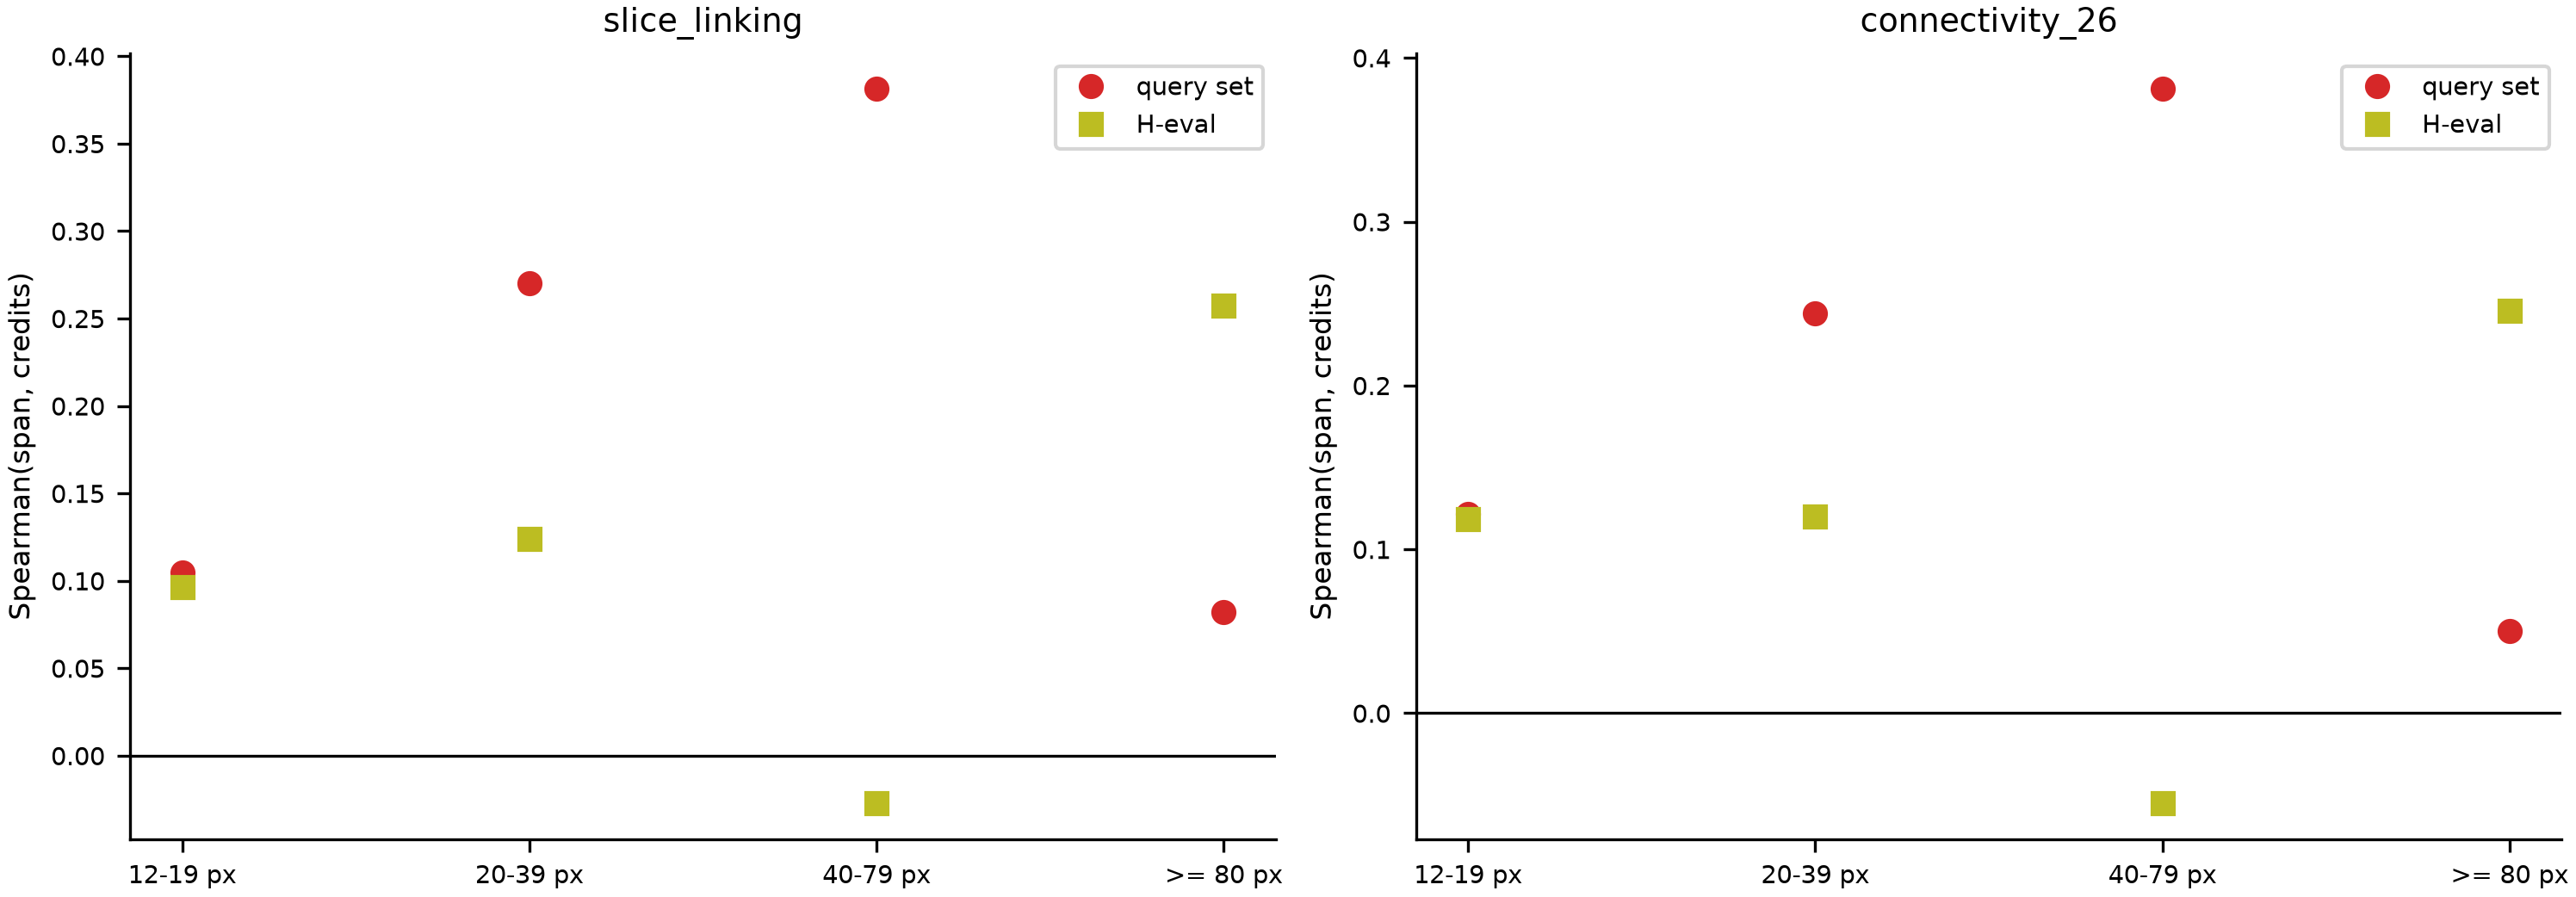 slice_linking
Spearman(span, credits)
0.40
0.35
0.30
0.25
0.20
0.15
0.10
0.05
0.00
12-19 px
20-39 px
40-79 px
>= 80 px
query set
H-eval
connectivity_26
Spearman(span, credits)
0.4
0.3
0.2
0.1
0.0
12-19 px
20-39 px
40-79 px
>= 80 px
query set
H-eval